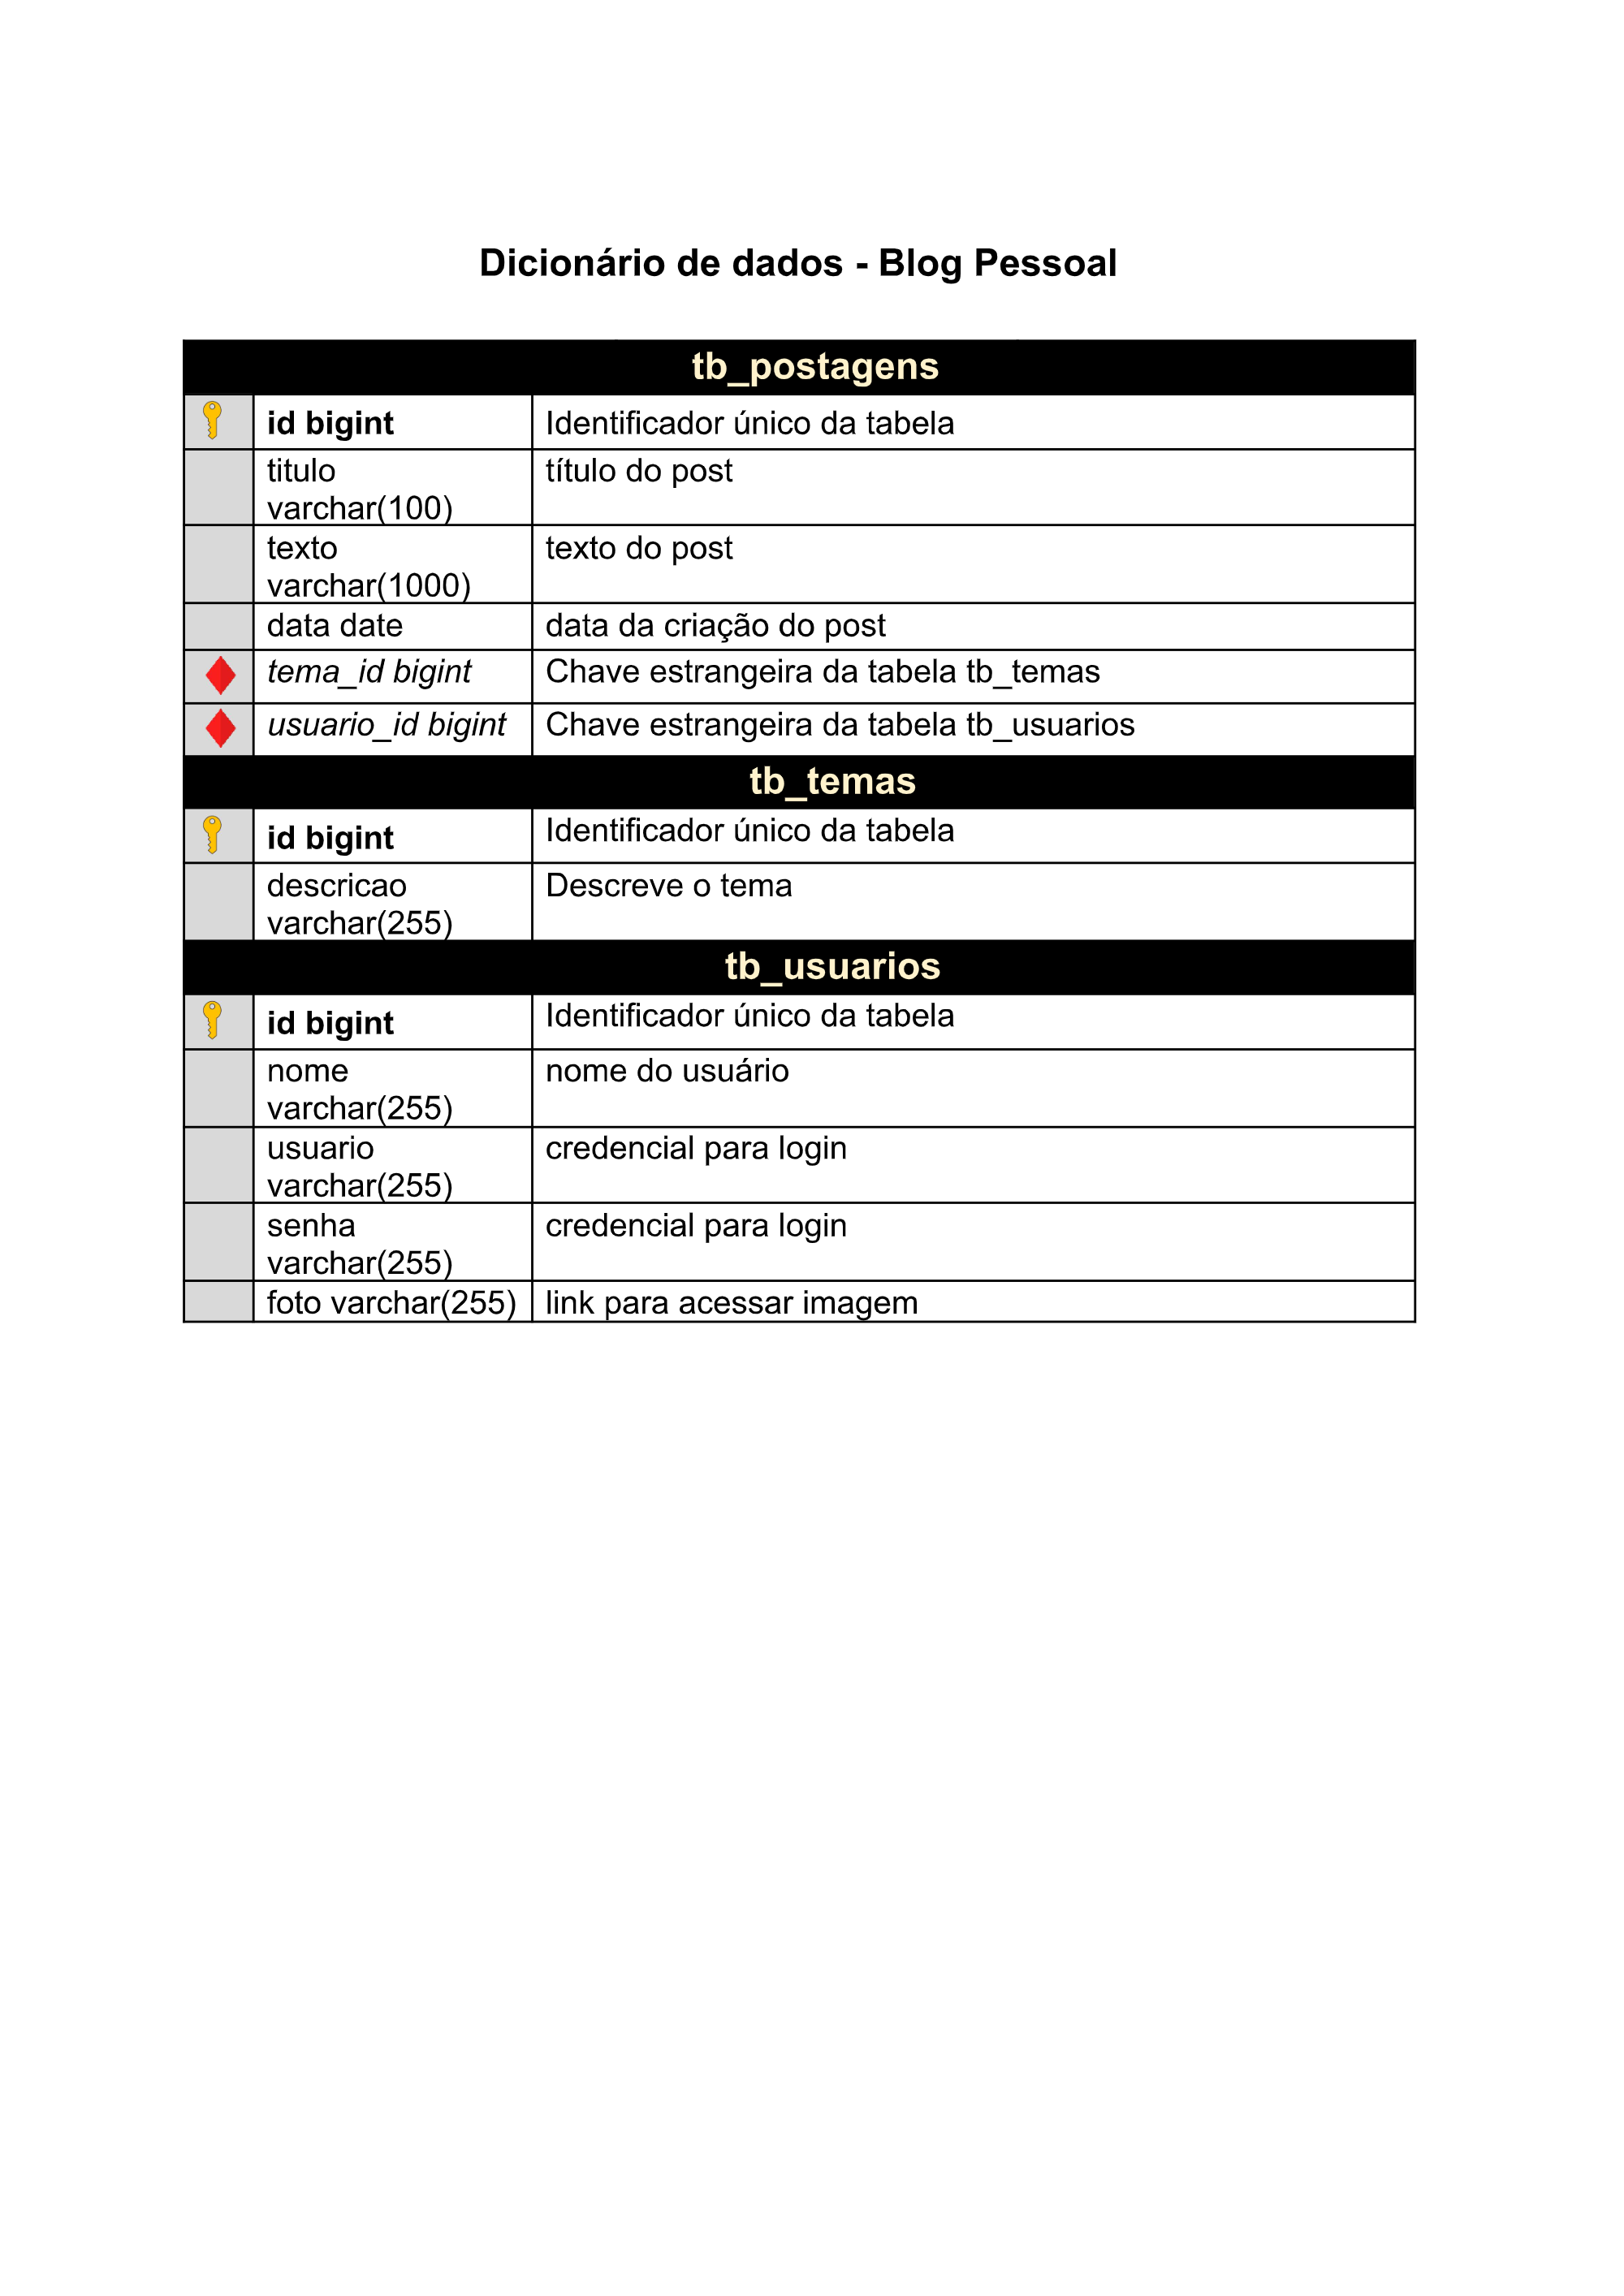 Dicionário de dados - Blog Pessoal
tb_postagens
id bigint Identificador único da tabela
titulo título do post
varchar(100)
texto texto do post
varchar(1000)
data date data da criação do post
tema_id bigint Chave estrangeira da tabela tb_temas
usuario_id bigint Chave estrangeira da tabela tb_usuarios
tb_temas
id bigint Identificador único da tabela
descricao Descreve o tema
varchar(255)
tb_usuarios
id bigint Identificador único da tabela
nome nome do usuário
varchar(255)
usuario credencial para login
varchar(255)
senha credencial para login
varchar(255)
foto varchar(255) link para acessar imagem